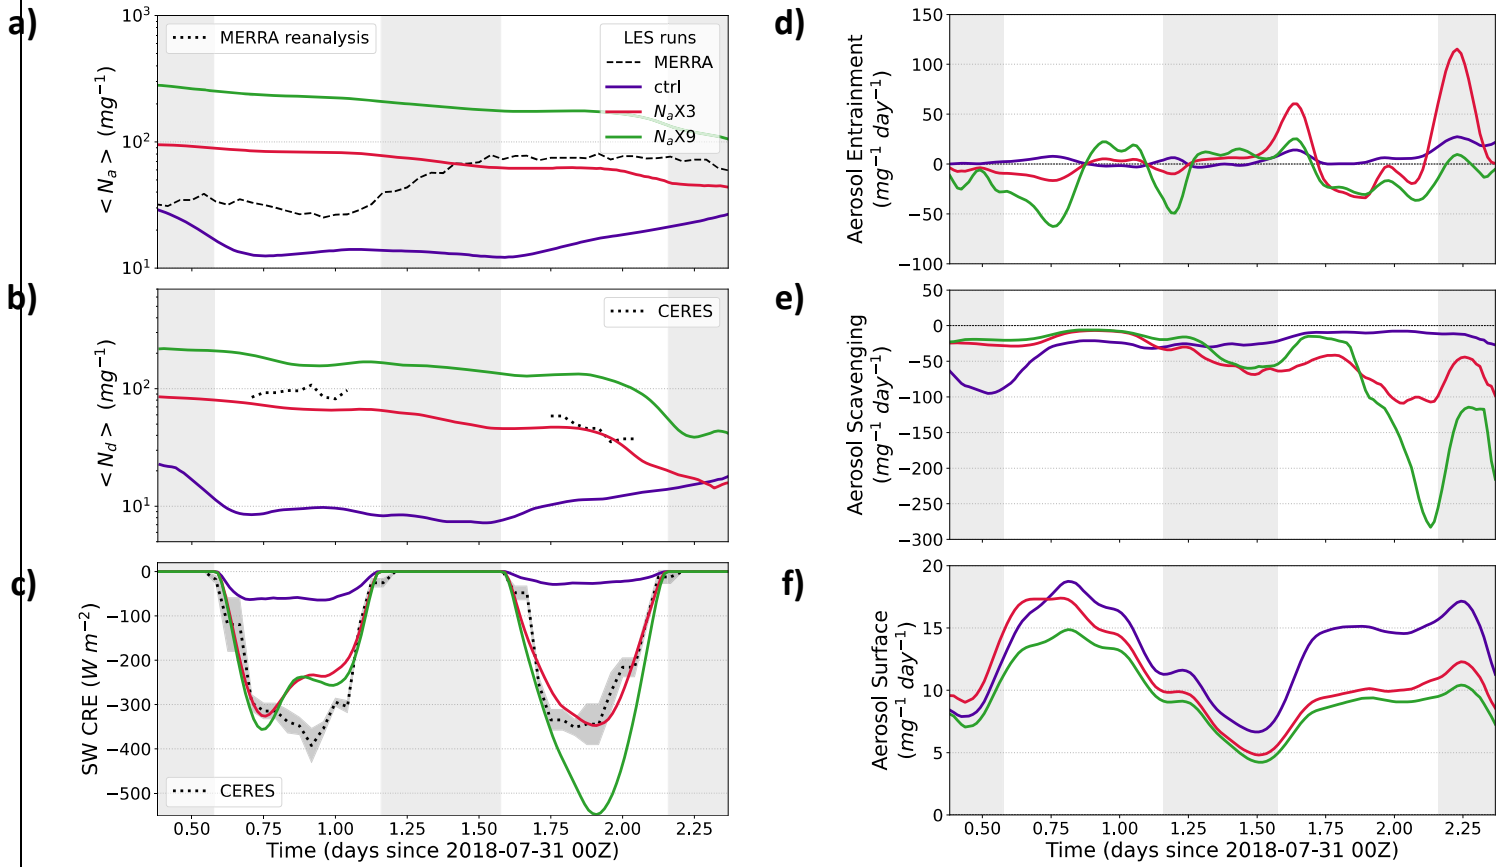 a)
10³
10²
10¹
< Nₐ > (mg⁻¹)
MERRA reanalysis
LES runs
MERRA
ctrl
NₐX3
NₐX9
b)
10²
10¹
< N_d > (mg⁻¹)
CERES
c)
0
−100
−200
−300
−400
−500
SW CRE (W m⁻²)
CERES
0.50 0.75 1.00 1.25 1.50 1.75 2.00 2.25
Time (days since 2018-07-31 00Z)
d)
150
100
50
0
−50
−100
Aerosol Entrainment
(mg⁻¹ day⁻¹)
e)
50
0
−50
−100
−150
−200
−250
−300
Aerosol Scavenging
(mg⁻¹ day⁻¹)
f)
20
15
10
5
0
Aerosol Surface
(mg⁻¹ day⁻¹)
0.50 0.75 1.00 1.25 1.50 1.75 2.00 2.25
Time (days since 2018-07-31 00Z)